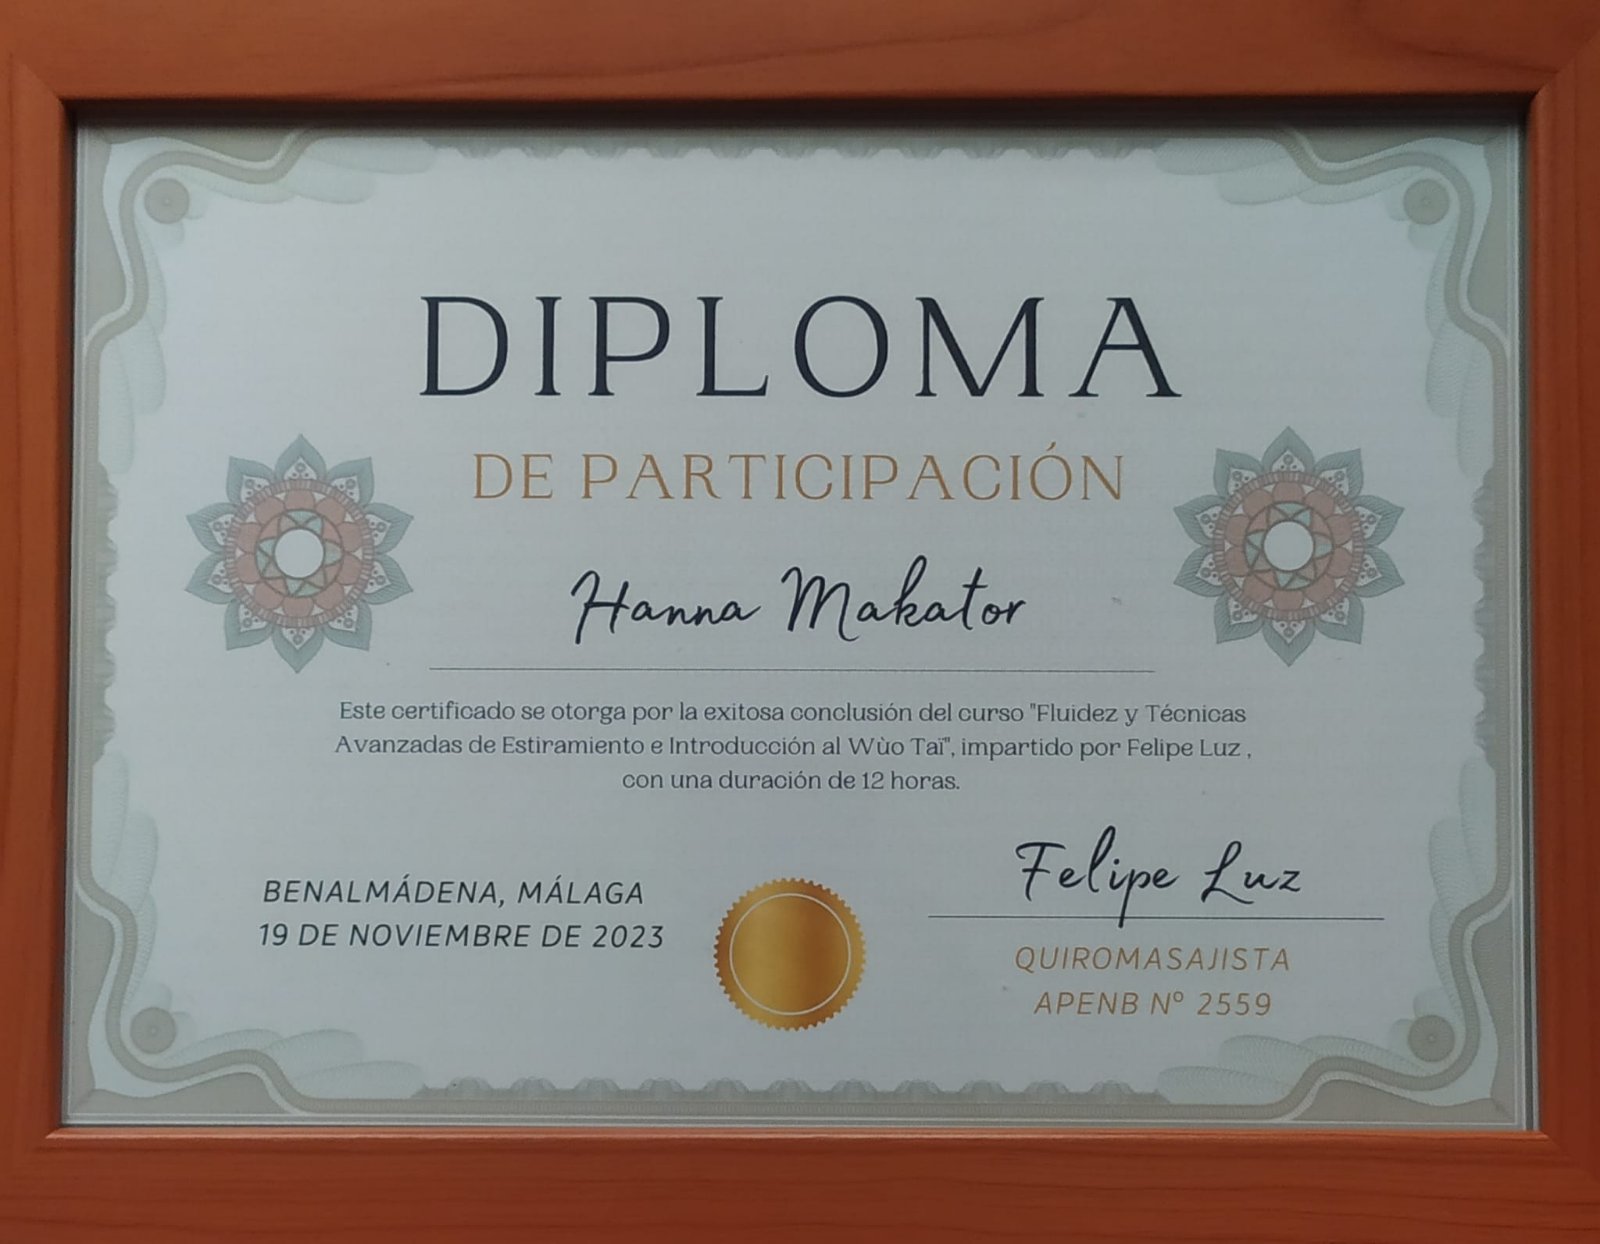 DIPLOMA
DE PARTICIPACIÓN
Hanna Makator
Este certificado se otorga por la exitosa conclusión del curso "Fluidez y Técnicas
Avanzadas de Estiramiento e Introducción al Wùo Taï", impartido por Felipe Luz ,
con una duración de 12 horas.
BENALMÁDENA, MÁLAGA
19 DE NOVIEMBRE DE 2023
Felipe Luz
QUIROMASAJISTA
APENB Nº 2559